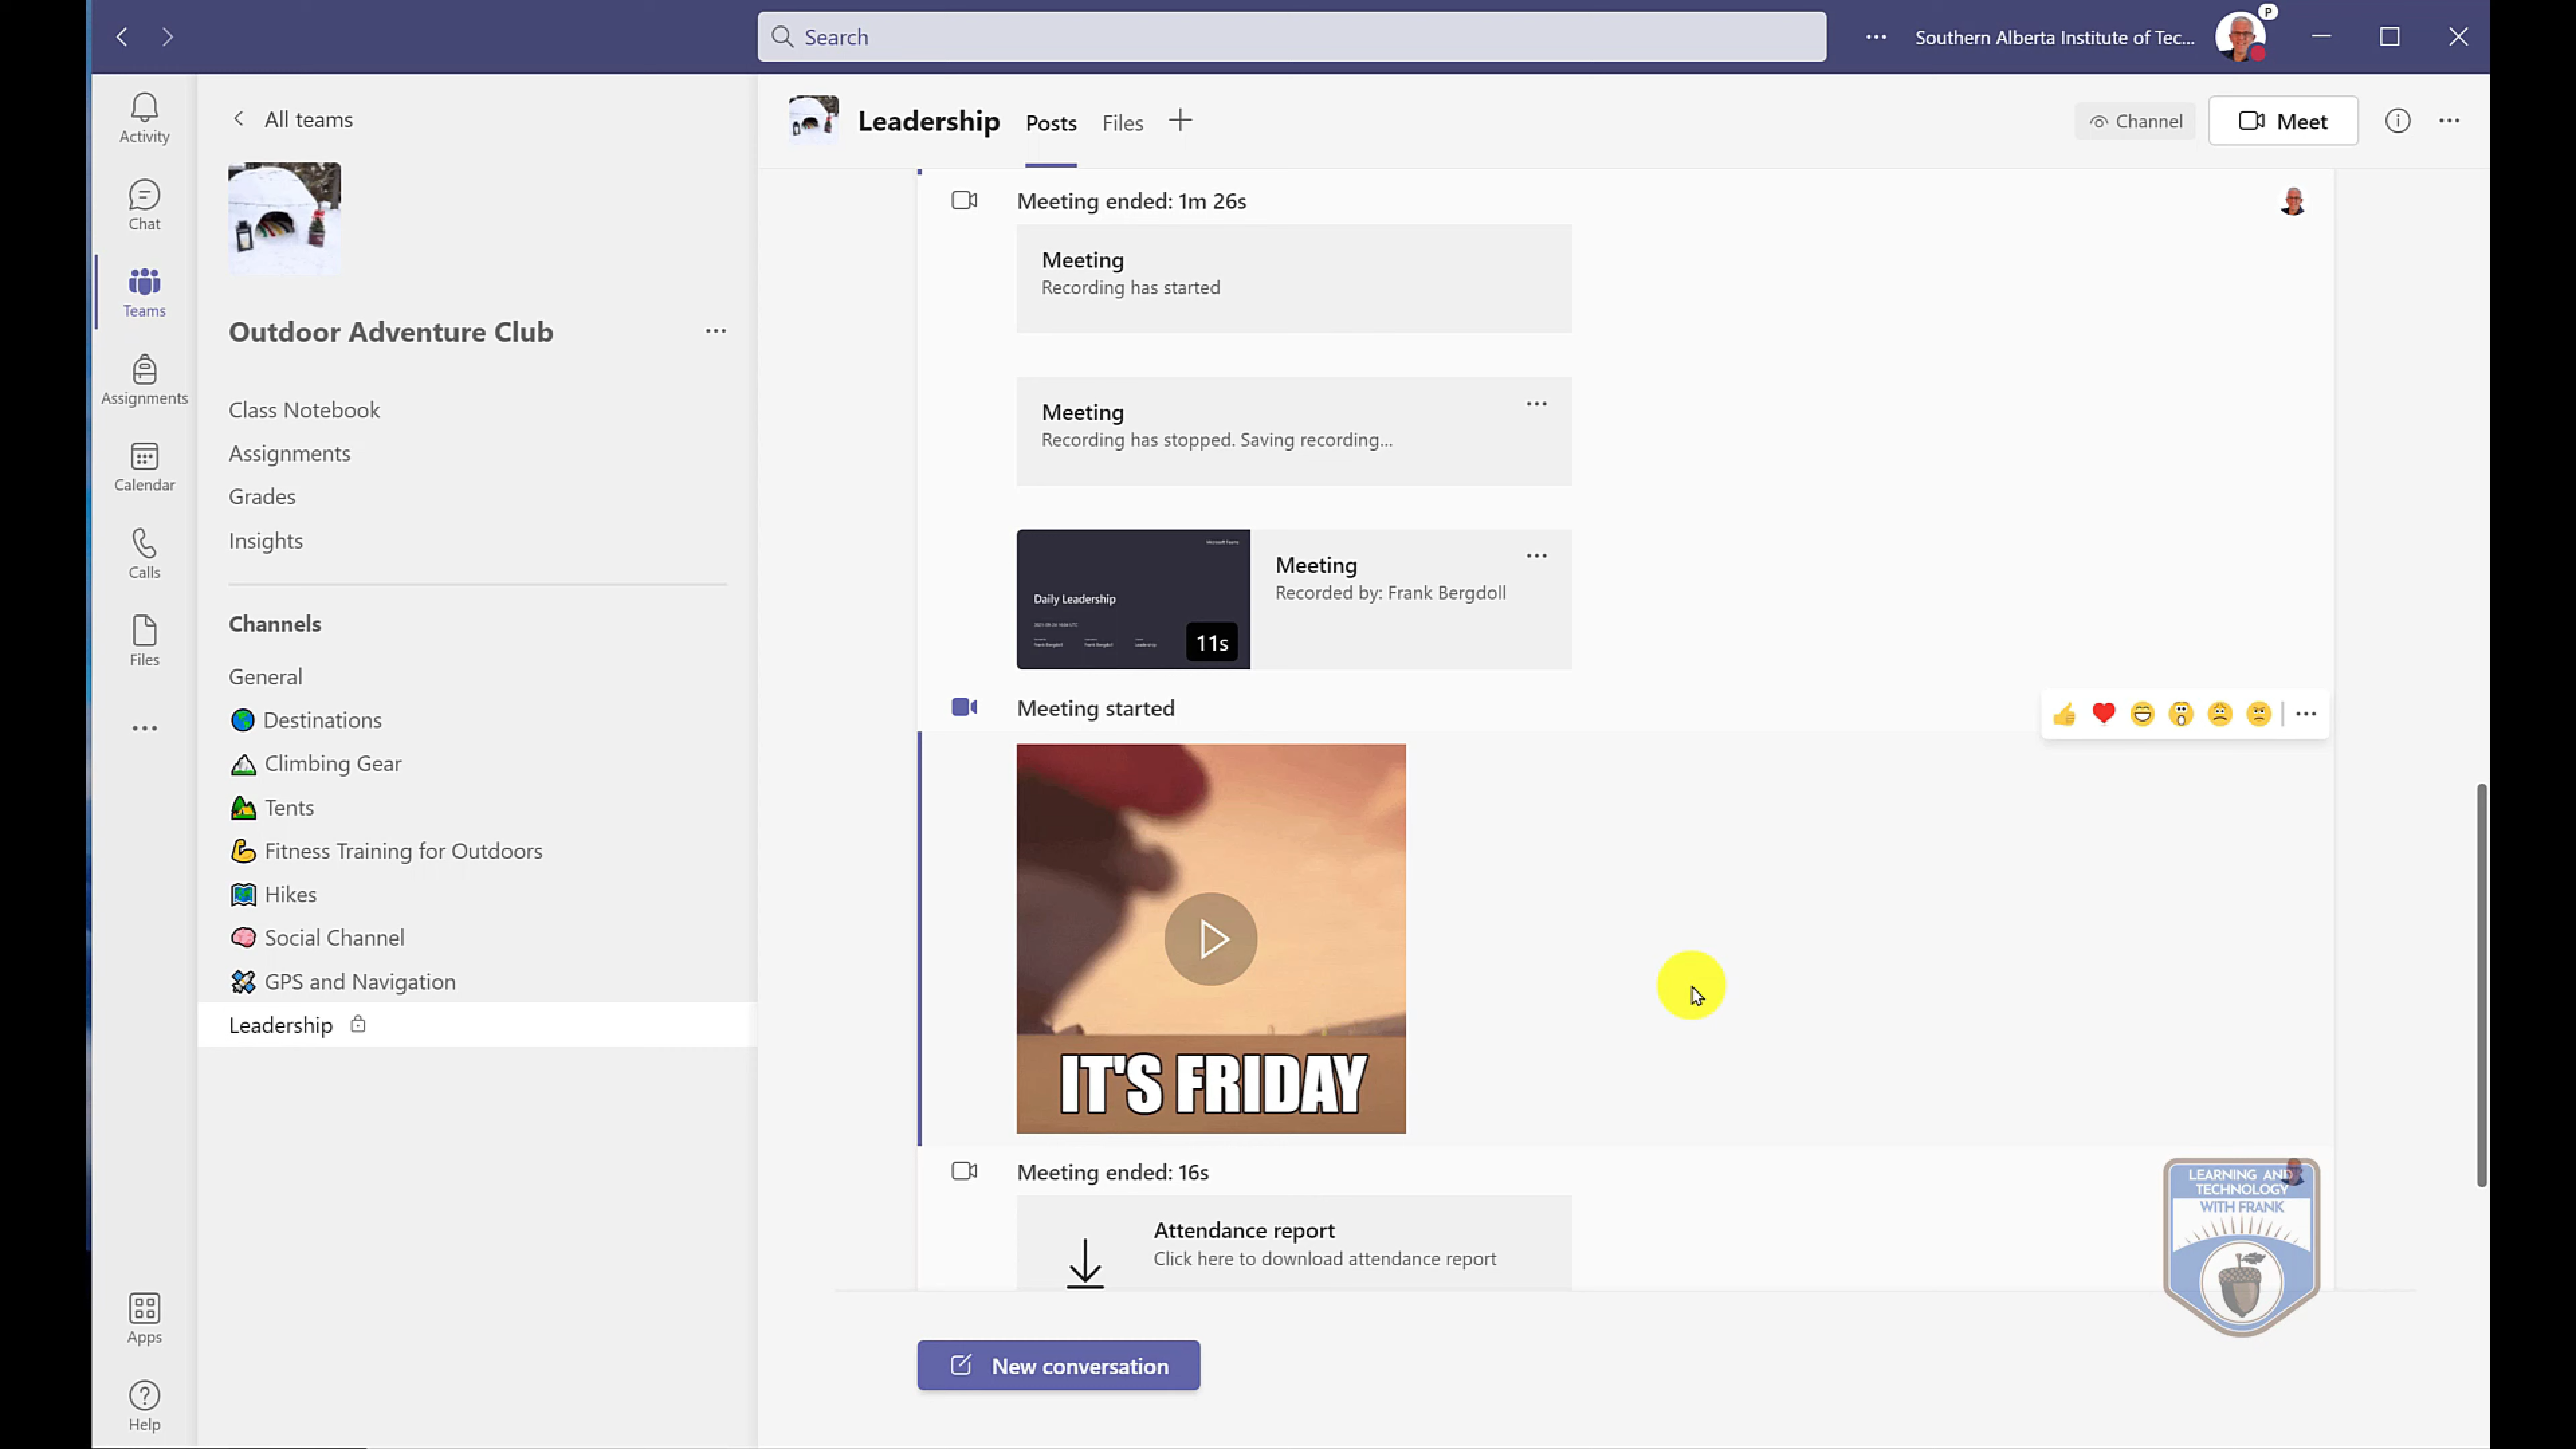 Search
Southern Alberta Institute of Tec...
P
Activity
Chat
Teams
Assignments
Calendar
Calls
Files
Apps
Help
All teams
Outdoor Adventure Club
Class Notebook
Assignments
Grades
Insights
Channels
General
Destinations
Climbing Gear
Tents
Fitness Training for Outdoors
Hikes
Social Channel
GPS and Navigation
Leadership
Leadership Posts Files
Channel
Meet
Meeting ended: 1m 26s
Meeting
Recording has started
Meeting
Recording has stopped. Saving recording...
Microsoft Teams
Daily Leadership
11s
Meeting
Recorded by: Frank Bergdoll
Meeting started
IT'S FRIDAY
Meeting ended: 16s
Attendance report
Click here to download attendance report
LEARNING AND
TECHNOLOGY
WITH FRANK
New conversation